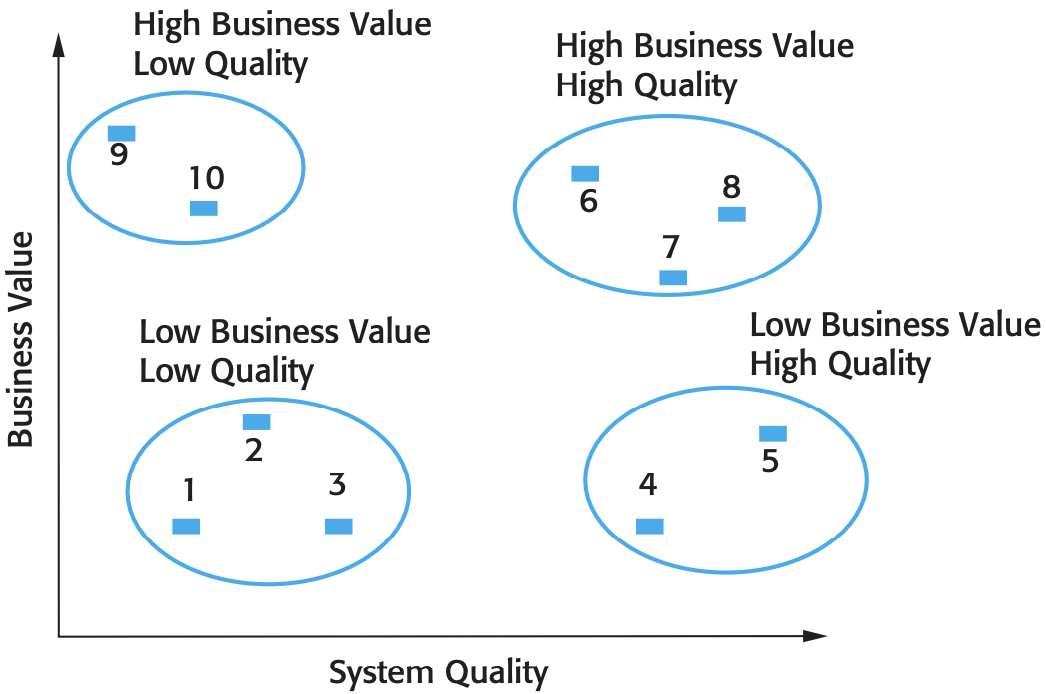 High Business Value
Low Quality
High Business Value
High Quality
9
10
6
8
7
Business Value
Low Business Value
Low Quality
Low Business Value
High Quality
2
1
3
5
4
System Quality